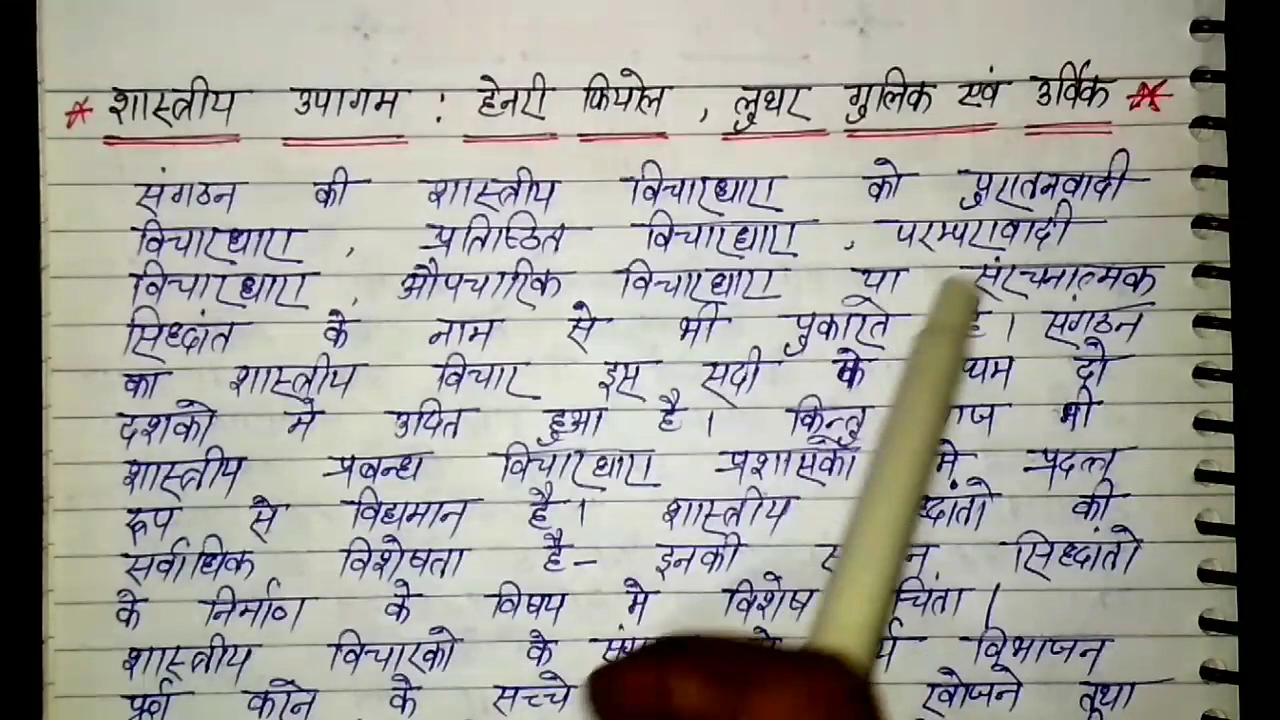 * शास्त्रीय उपागम : हेनरी फियोल , लुथर गुलिक एवं उर्विक *
संगठन की शास्त्रीय विचारधारा को पुरातनवादी
विचारधारा , प्रतिष्ठित विचारधारा , परम्परावादी
विचारधारा , औपचारिक विचारधारा या संरचनात्मक
सिध्दांत के नाम से भी पुकारते है। संगठन
का शास्त्रीय विचार इस सदी के दो
दशको मे उपित हुआ है। किन्तु भी
शास्त्रीय प्रबन्ध विचारधारा प्रशासकों मे प्रदत्त
रूप से विद्यमान है। शास्त्रीय की
सर्वाधिक विशेषता है- इनकी सिध्दांतो
के निर्माण के विषय मे विशेष चिंता।
शास्त्रीय विचारको के विभाजन
के सच्चे खोजने तथा